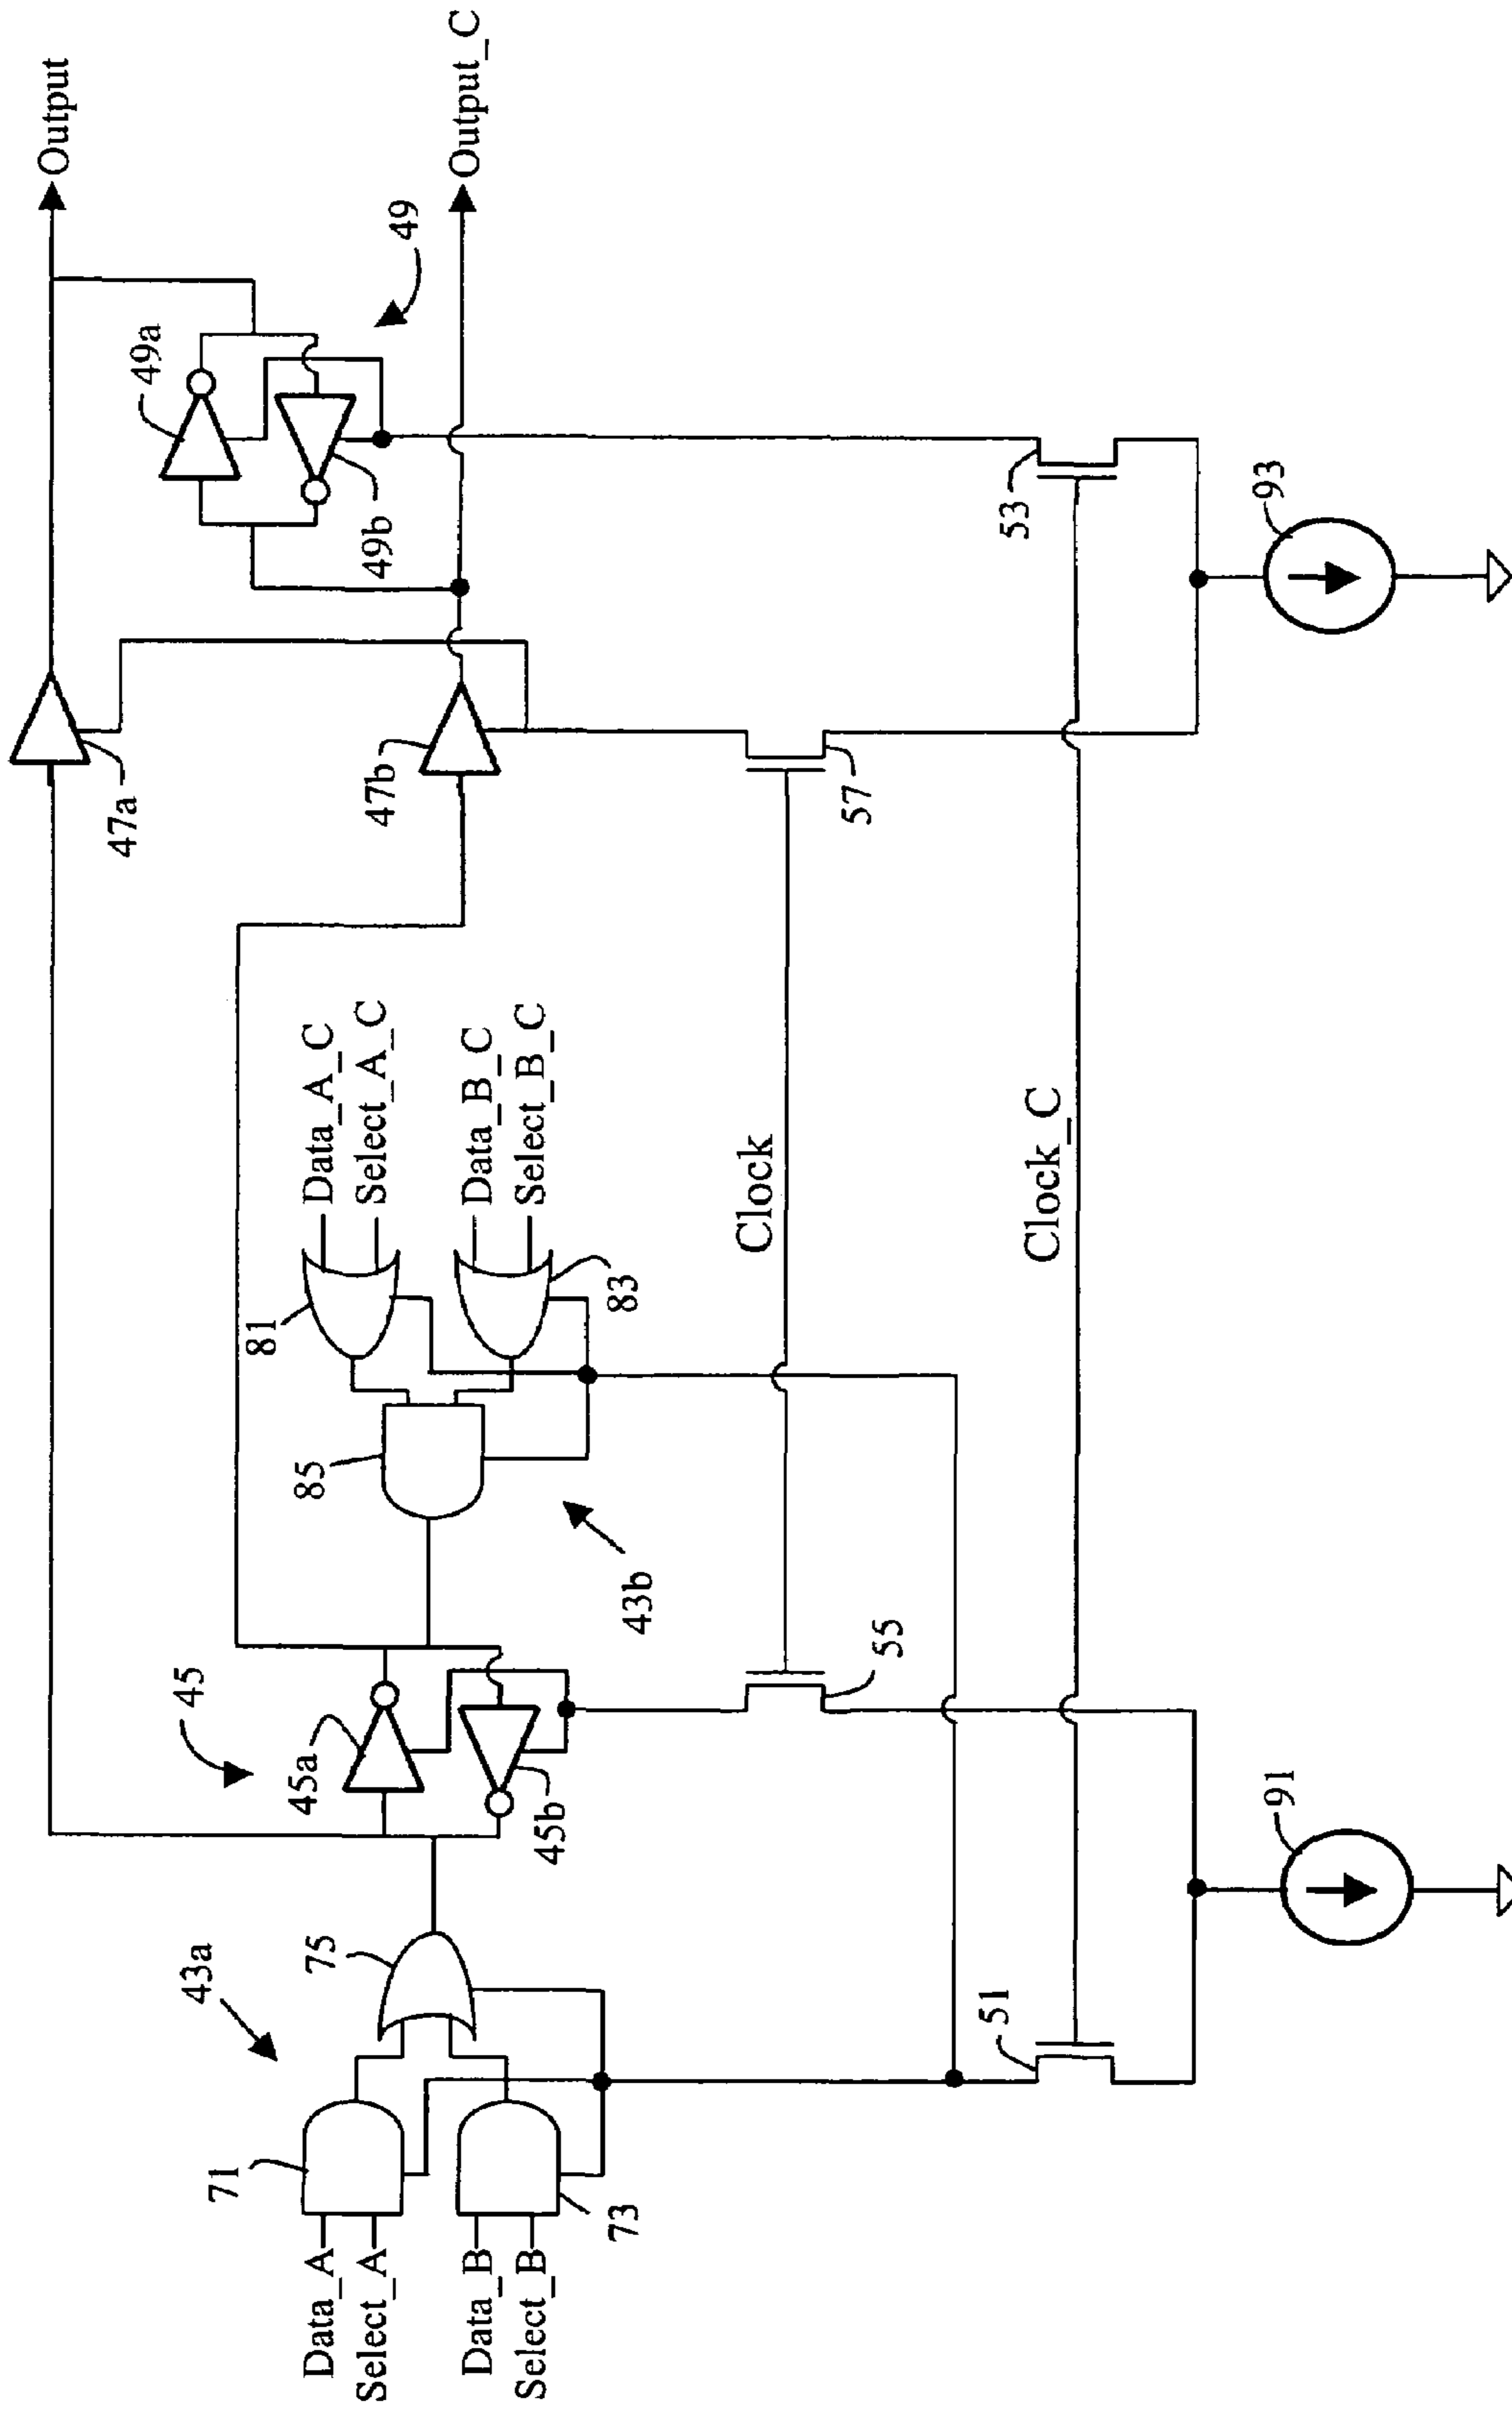 Output
47a
49a
49
49b
47b
Output_C
45
45a
45b
43a
75
71
Data_A
Select_A
Data_B
Select_B
73
81
Data_A_C
Select_A_C
Data_B_C
Select_B_C
83
85
43b
Clock
55
57
Clock_C
51
53
91
93